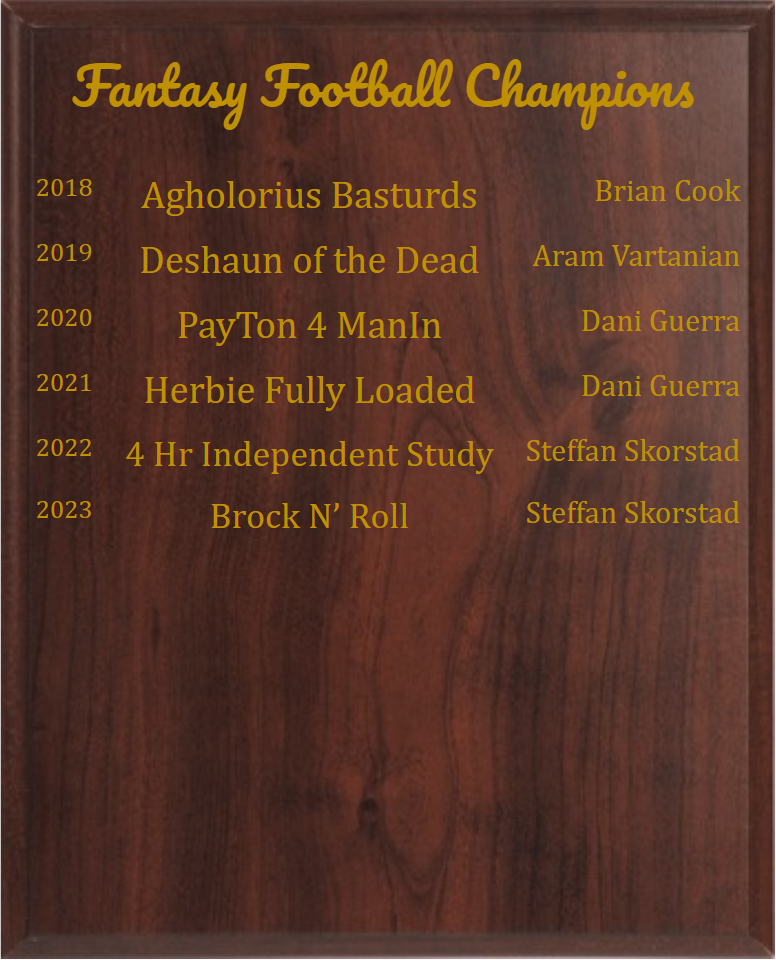 Fantasy Football Champions
2018 Agholorius Basturds Brian Cook
2019 Deshaun of the Dead Aram Vartanian
2020 PayTon 4 ManIn Dani Guerra
2021 Herbie Fully Loaded Dani Guerra
2022 4 Hr Independent Study Steffan Skorstad
2023 Brock N’ Roll Steffan Skorstad